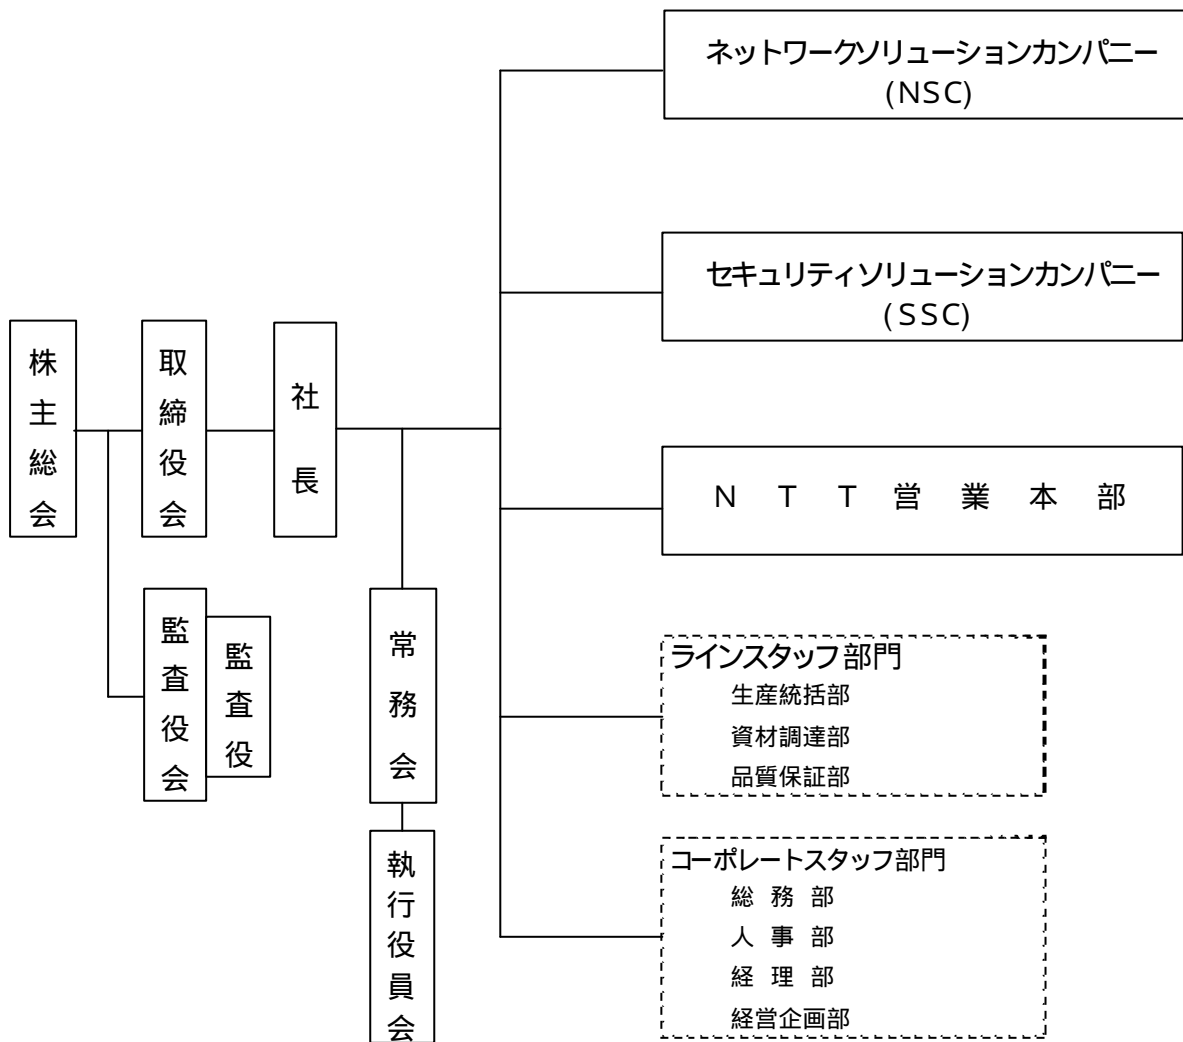 ネットワークソリューションカンパニー
(NSC)
セキュリティソリューションカンパニー
(SSC)
株主総会
取締役会
社長
NTT営業本部
監査役会
監査役
常務会
執行役員会
ラインスタッフ部門
生産統括部
資材調達部
品質保証部
コーポレートスタッフ部門
総務部
人事部
経理部
経営企画部